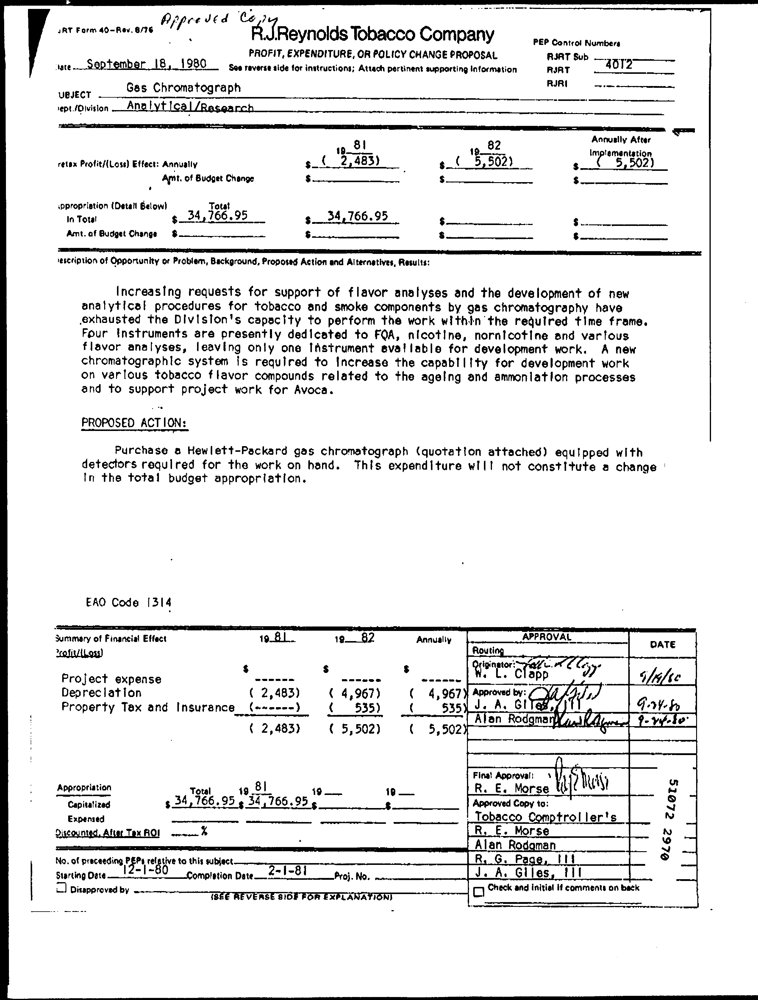 Approved Copy
RJRT Form 40-Rev. 8/76
R.J.Reynolds Tobacco Company
PROFIT, EXPENDITURE, OR POLICY CHANGE PROPOSAL
PEP Control Numbers
RJRT Sub
RJRT 4012
RJRI
ate September 18, 1980 See reverse side for instructions; Attach pertinent supporting information
UBJECT Gas Chromatograph
ept./Division Analytical/Research
19 81 19 82 Annually After Implementation
retax Profit/(Loss) Effect: Annually $ ( 2,483) $ ( 5,502) $ ( 5,502)
Amt. of Budget Change $ $ $
ppropriation (Detail Below) Total
In Total $ 34,766.95 $ 34,766.95 $ $
Amt. of Budget Change $ $ $ $
escription of Opportunity or Problem, Background, Proposed Action and Alternatives, Results:
Increasing requests for support of flavor analyses and the development of new
analytical procedures for tobacco and smoke components by gas chromatography have
exhausted the Division's capacity to perform the work within the required time frame.
Four instruments are presently dedicated to FQA, nicotine, nornicotine and various
flavor analyses, leaving only one instrument available for development work. A new
chromatographic system is required to increase the capability for development work
on various tobacco flavor compounds related to the ageing and ammoniation processes
and to support project work for Avoca.
PROPOSED ACTION:
Purchase a Hewlett-Packard gas chromatograph (quotation attached) equipped with
detectors required for the work on hand. This expenditure will not constitute a change
in the total budget appropriation.
EAO Code 1314
Summary of Financial Effect 19 81 19 82 Annually
Profit/(Loss)
$ $ $
Project expense ------ ------ ------
Depreciation ( 2,483) ( 4,967) ( 4,967)
Property Tax and Insurance (------) ( 535) ( 535)
( 2,483) ( 5,502) ( 5,502)
Appropriation Total 19 81 19 19
Capitalized $ 34,766.95 $ 34,766.95 $ $
Expensed
Discounted, After Tax ROI %
No. of preceeding PEPs relative to this subject
Starting Date 12-1-80 Completion Date 2-1-81 Proj. No.
Disapproved by
(SEE REVERSE SIDE FOR EXPLANATION)
APPROVAL DATE
Routing
Originator:
W. L. Clapp 9/18/80
Approved by:
J. A. Giles, III 9-24-80
Alan Rodgman 9-24-80
Final Approval:
R. E. Morse
Approved Copy to:
Tobacco Comptroller's
R. E. Morse
Alan Rodgman
R. G. Page, III
J. A. Giles, III
Check and initial if comments on back
51072 2970